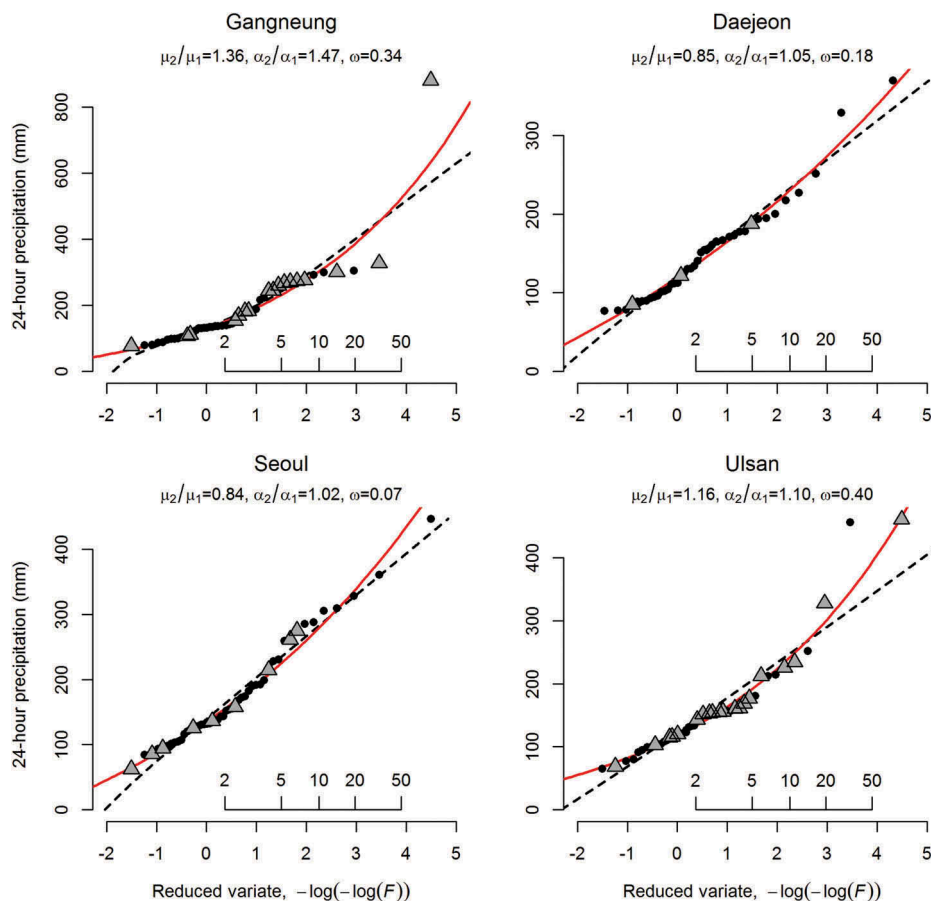 Gangneung
μ2/μ1=1.36, α2/α1=1.47, ω=0.34
24-hour precipitation (mm)
800
600
400
200
0
2 5 10 20 50
-2 -1 0 1 2 3 4 5
Daejeon
μ2/μ1=0.85, α2/α1=1.05, ω=0.18
300
200
100
0
2 5 10 20 50
-2 -1 0 1 2 3 4 5
Seoul
μ2/μ1=0.84, α2/α1=1.02, ω=0.07
24-hour precipitation (mm)
400
300
200
100
0
2 5 10 20 50
-2 -1 0 1 2 3 4 5
Reduced variate, −log(−log(F))
Ulsan
μ2/μ1=1.16, α2/α1=1.10, ω=0.40
400
300
200
100
0
2 5 10 20 50
-2 -1 0 1 2 3 4 5
Reduced variate, −log(−log(F))